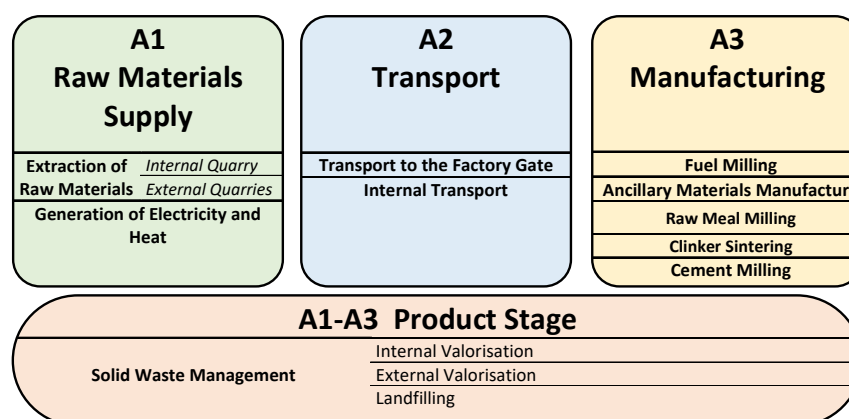 A1
Raw Materials
Supply
Extraction of
Raw Materials
Internal Quarry
External Quarries
Generation of Electricity and
Heat
A2
Transport
Transport to the Factory Gate
Internal Transport
A3
Manufacturing
Fuel Milling
Ancillary Materials Manufactur
Raw Meal Milling
Clinker Sintering
Cement Milling
A1-A3 Product Stage
Solid Waste Management
Internal Valorisation
External Valorisation
Landfilling